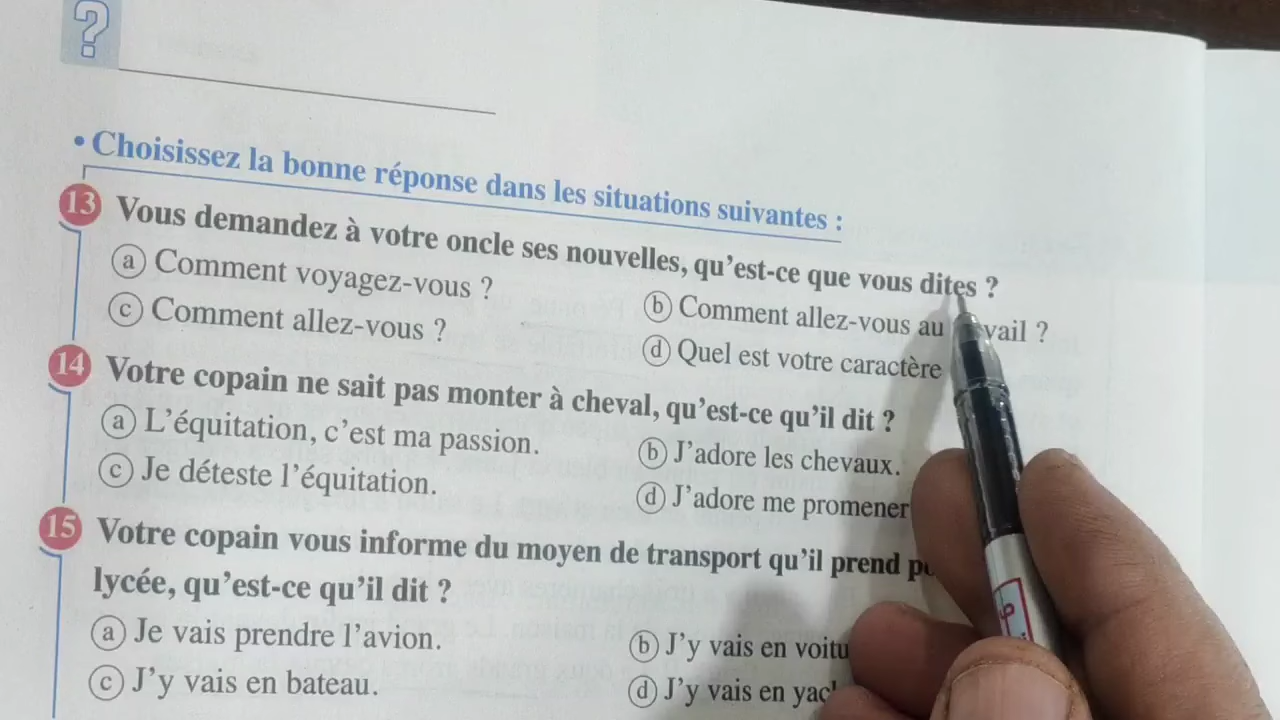 ?
• Choisissez la bonne réponse dans les situations suivantes :
13 Vous demandez à votre oncle ses nouvelles, qu'est-ce que vous dites ?
a Comment voyagez-vous ?
b Comment allez-vous au vail ?
c Comment allez-vous ?
d Quel est votre caractère
14 Votre copain ne sait pas monter à cheval, qu'est-ce qu'il dit ?
a L'équitation, c'est ma passion.
b J'adore les chevaux.
c Je déteste l'équitation.
d J'adore me promener
15 Votre copain vous informe du moyen de transport qu'il prend
lycée, qu'est-ce qu'il dit ?
a Je vais prendre l'avion.
b J'y vais en voitu
c J'y vais en bateau.
d J'y vais en yac